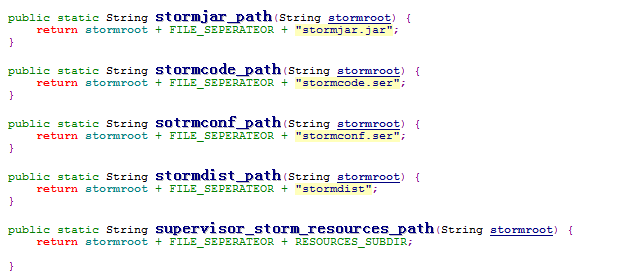 public static String stormjar_path(String stormroot) {
    return stormroot + FILE_SEPERATEOR + "stormjar.jar";
}
public static String stormcode_path(String stormroot) {
    return stormroot + FILE_SEPERATEOR + "stormcode.ser";
}
public static String sotrmconf_path(String stormroot) {
    return stormroot + FILE_SEPERATEOR + "stormconf.ser";
}
public static String stormdist_path(String stormroot) {
    return stormroot + FILE_SEPERATEOR + "stormdist";
}
public static String supervisor_storm_resources_path(String stormroot) {
    return stormroot + FILE_SEPERATEOR + RESOURCES_SUBDIR;
}